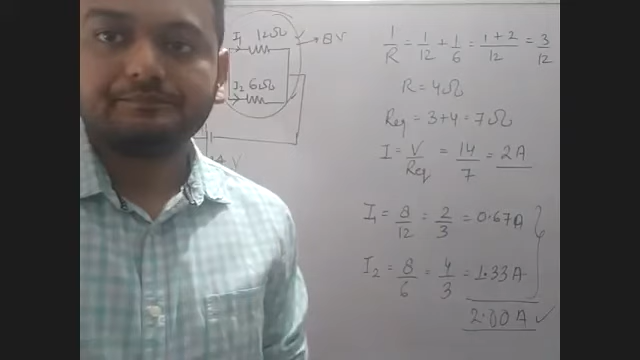 I₁ 12Ω
8V
I₂ 6Ω
14 V
1/R = 1/12 + 1/6 = (1+2)/12 = 3/12
R = 4Ω
Req = 3+4 = 7Ω
I = V/Req = 14/7 = 2A
I₁ = 8/12 = 2/3 = 0.67A
I₂ = 8/6 = 4/3 = 1.33A
2.00A ✓